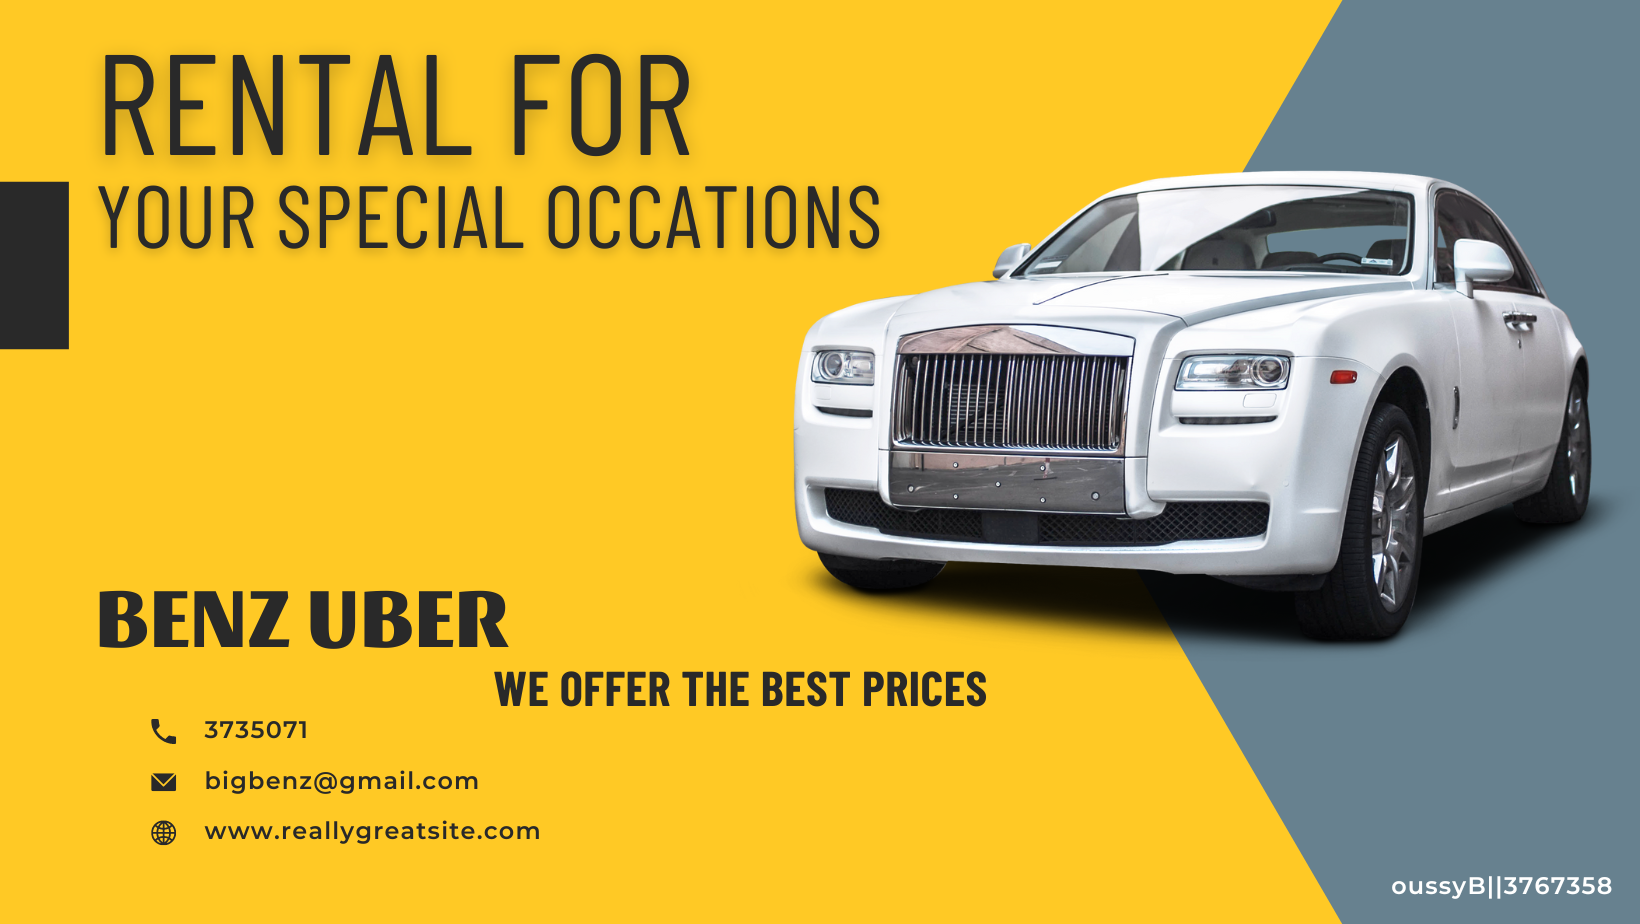 RENTAL FOR
YOUR SPECIAL OCCATIONS
BENZ UBER
WE OFFER THE BEST PRICES
3735071
bigbenz@gmail.com
www.reallygreatsite.com
oussyB||3767358